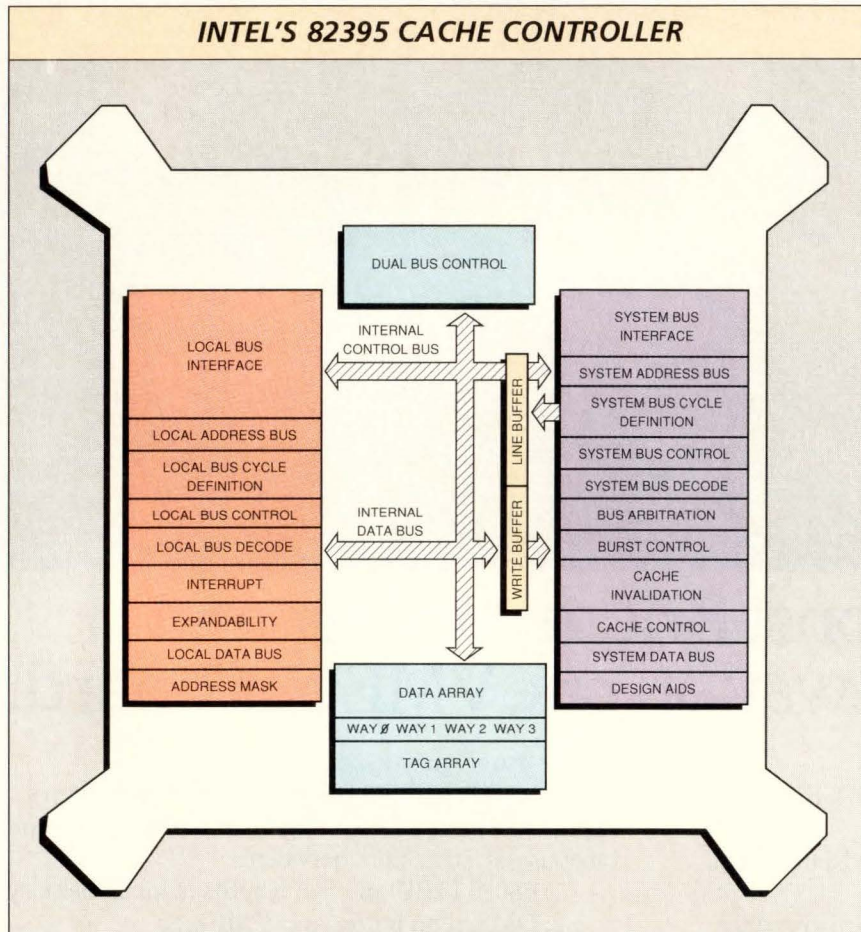 INTEL'S 82395 CACHE CONTROLLER
DUAL BUS CONTROL
LOCAL BUS
INTERFACE
LOCAL ADDRESS BUS
LOCAL BUS CYCLE
DEFINITION
LOCAL BUS CONTROL
LOCAL BUS DECODE
INTERRUPT
EXPANDABILITY
LOCAL DATA BUS
ADDRESS MASK
INTERNAL
CONTROL BUS
INTERNAL
DATA BUS
LINE BUFFER
WRITE BUFFER
SYSTEM BUS
INTERFACE
SYSTEM ADDRESS BUS
SYSTEM BUS CYCLE
DEFINITION
SYSTEM BUS CONTROL
SYSTEM BUS DECODE
BUS ARBITRATION
BURST CONTROL
CACHE
INVALIDATION
CACHE CONTROL
SYSTEM DATA BUS
DESIGN AIDS
DATA ARRAY
WAY Ø WAY 1 WAY 2 WAY 3
TAG ARRAY